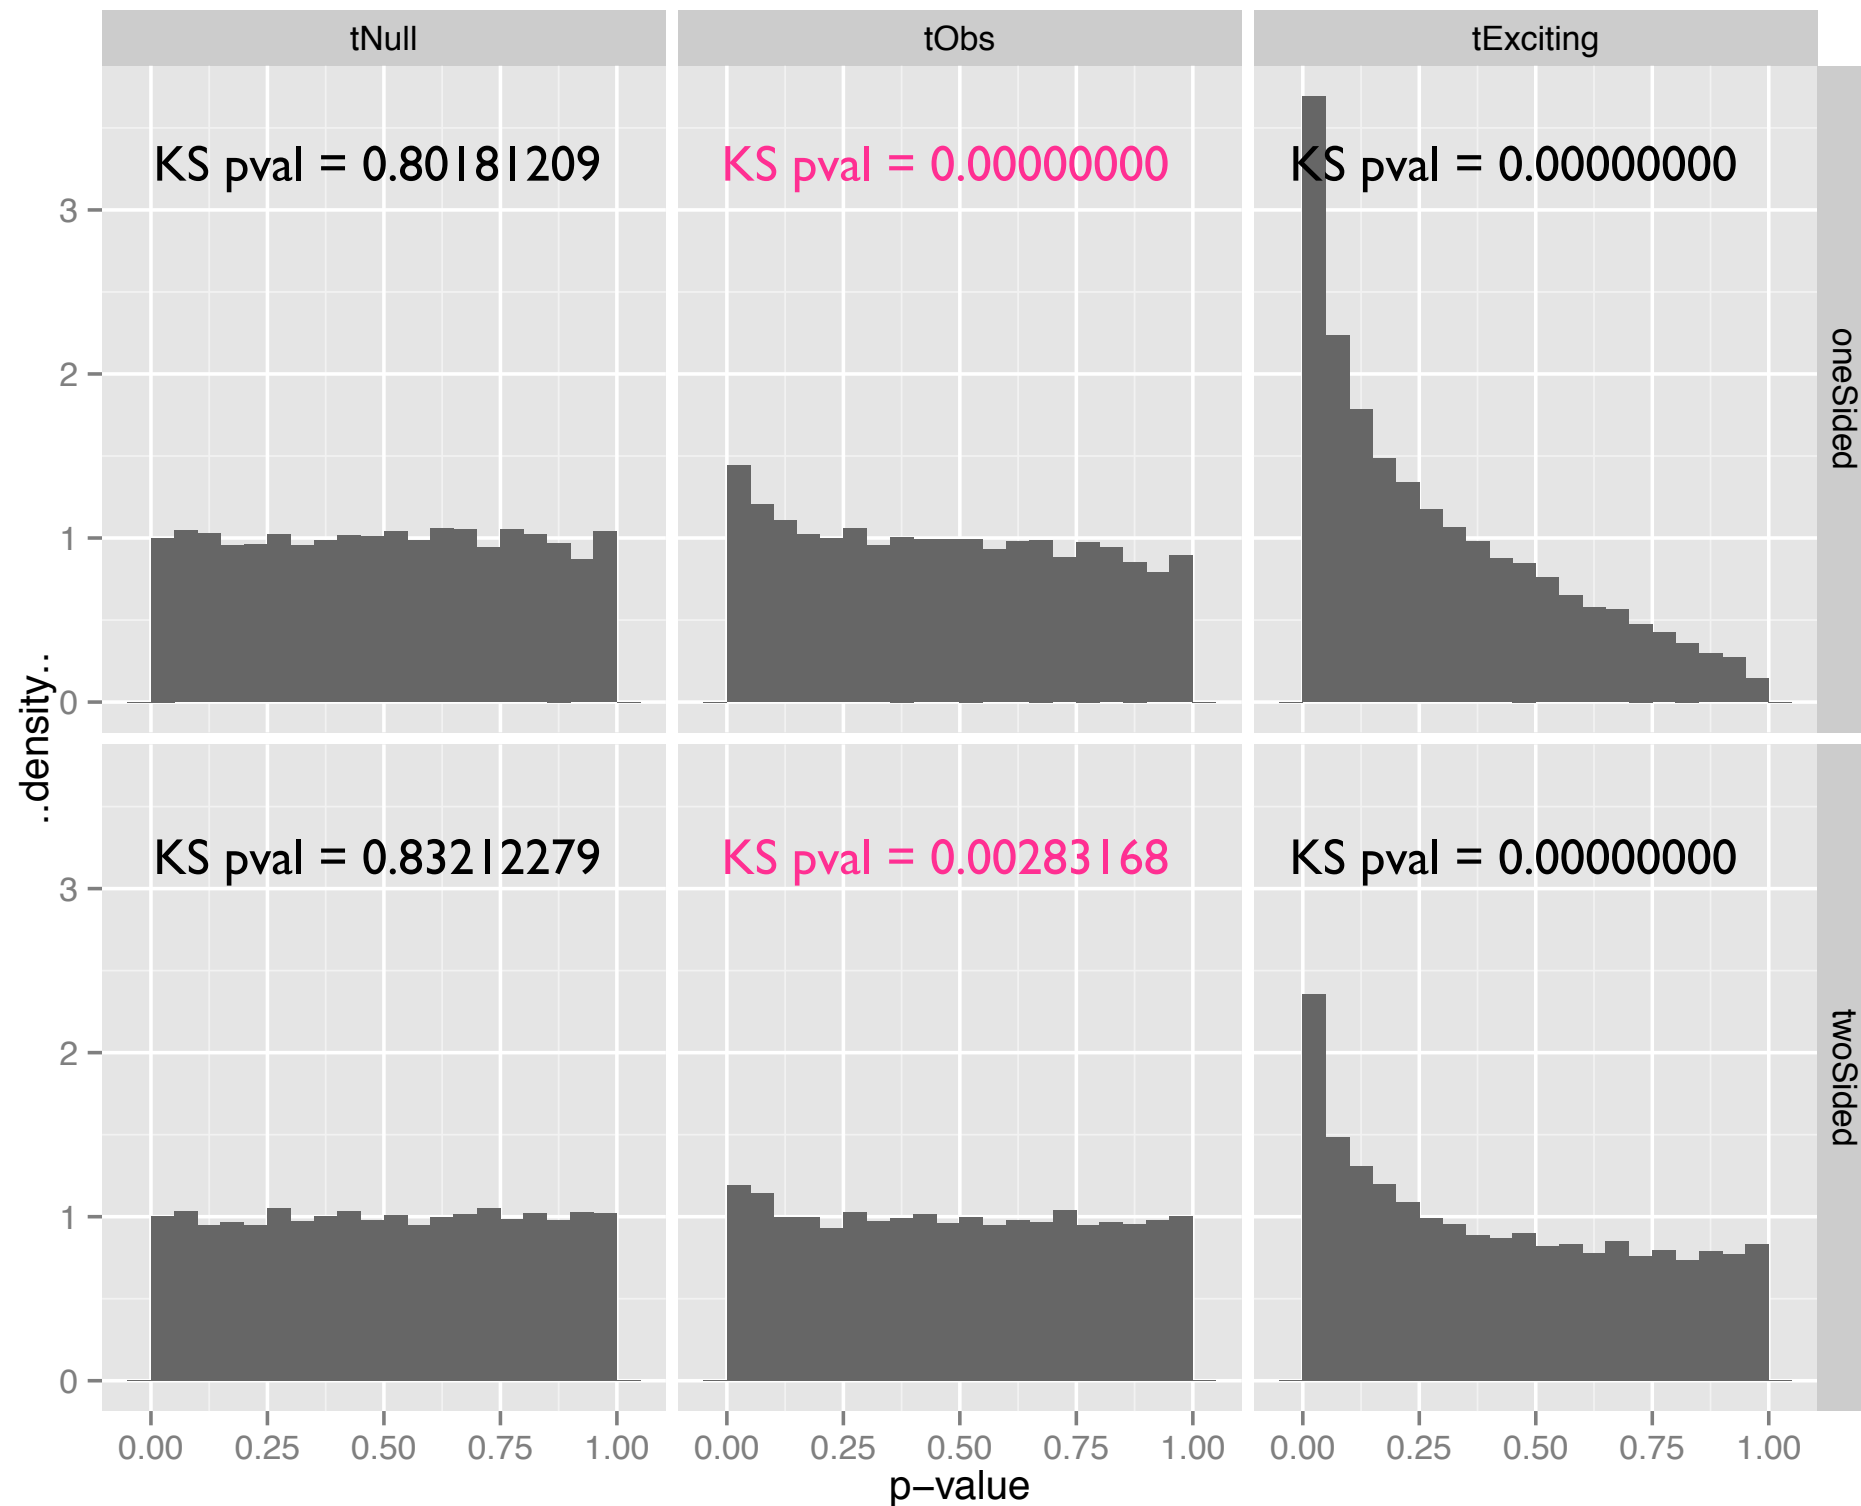 tNull
tObs
tExciting
KS pval = 0.80181209
KS pval = 0.00000000
KS pval = 0.00000000
3
2
1
0
oneSided
..density..
KS pval = 0.83212279
KS pval = 0.00283168
KS pval = 0.00000000
3
2
1
0
twoSided
0.00 0.25 0.50 0.75 1.00
0.00 0.25 0.50 0.75 1.00
0.00 0.25 0.50 0.75 1.00
p−value